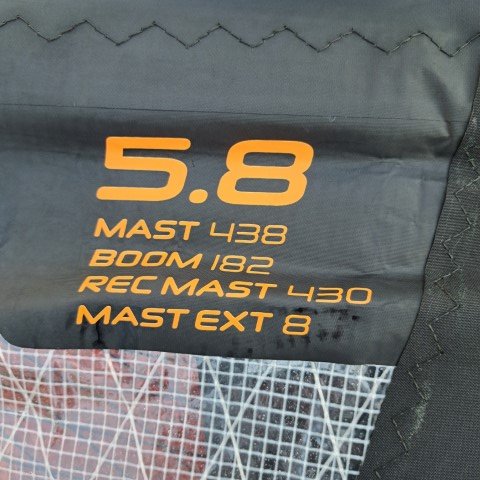 5.8
MAST 438
BOOM 182
REC MAST 430
MAST EXT 8